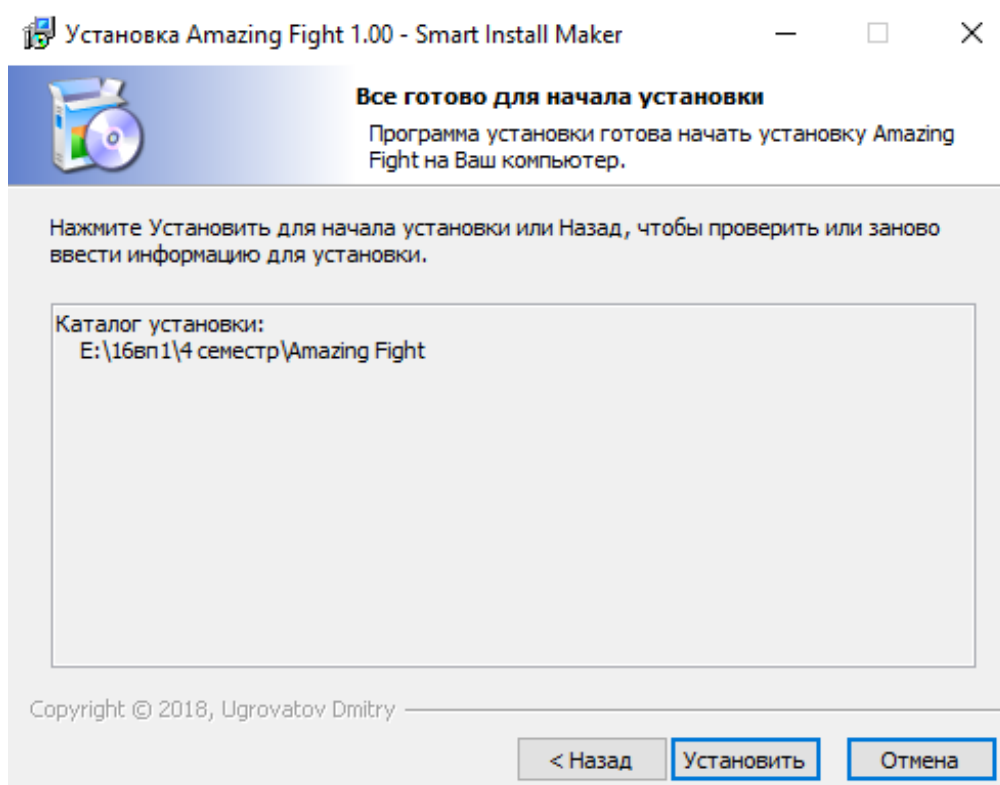 Установка Amazing Fight 1.00 - Smart Install Maker
Все готово для начала установки
Программа установки готова начать установку Amazing
Fight на Ваш компьютер.
Нажмите Установить для начала установки или Назад, чтобы проверить или заново
ввести информацию для установки.
Каталог установки:
E:\16вп1\4 семестр\Amazing Fight
Copyright © 2018, Ugrovatov Dmitry
< Назад
Установить
Отмена